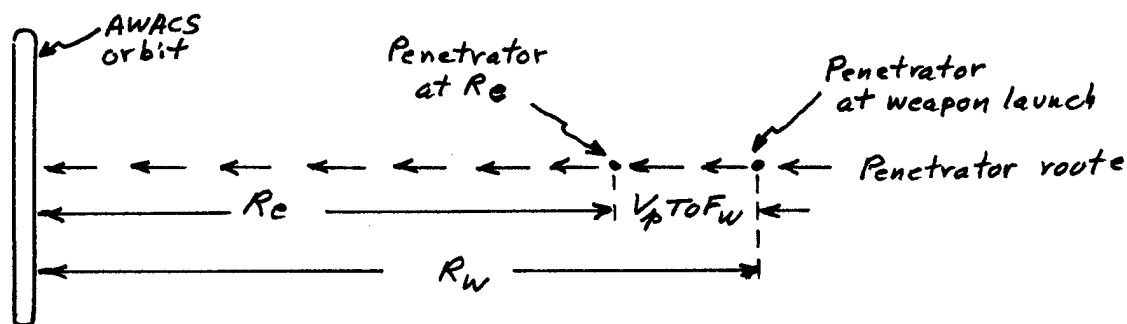 AWACS
orbit
Penetrator
at Re
Penetrator
at weapon launch
Penetrator route
Re
VpToFw
Rw